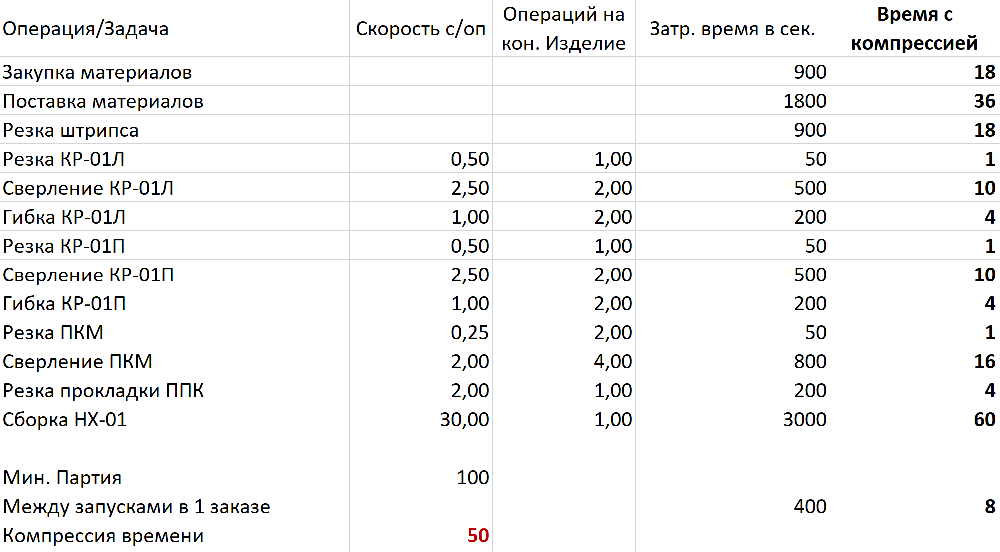 Операция/Задача Скорость с/оп Операций на кон. Изделие Затр. время в сек. Время с компрессией
Закупка материалов 900 18
Поставка материалов 1800 36
Резка штрипса 900 18
Резка КР-01Л 0,50 1,00 50 1
Сверление КР-01Л 2,50 2,00 500 10
Гибка КР-01Л 1,00 2,00 200 4
Резка КР-01П 0,50 1,00 50 1
Сверление КР-01П 2,50 2,00 500 10
Гибка КР-01П 1,00 2,00 200 4
Резка ПКМ 0,25 2,00 50 1
Сверление ПКМ 2,00 4,00 800 16
Резка прокладки ППК 2,00 1,00 200 4
Сборка НХ-01 30,00 1,00 3000 60
Мин. Партия 100
Между запусками в 1 заказе 400 8
Компрессия времени 50